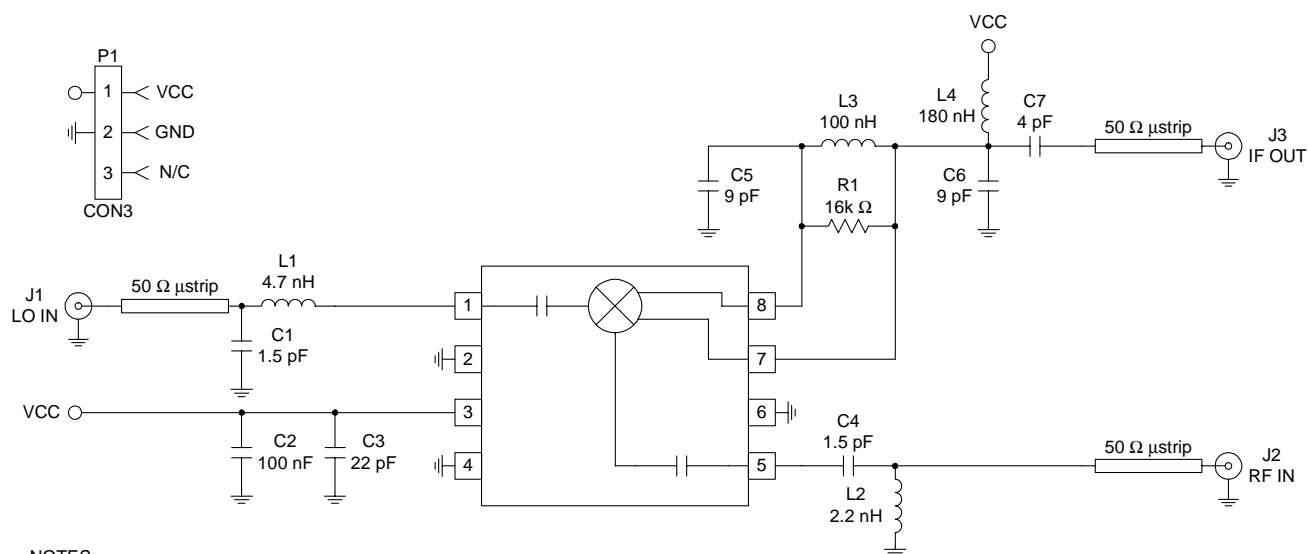 P1
1
VCC
2
GND
3
N/C
CON3
VCC
L3
100 nH
L4
180 nH
C7
4 pF
50 Ω µstrip
J3
IF OUT
C5
9 pF
R1
16k Ω
C6
9 pF
J1
LO IN
50 Ω µstrip
L1
4.7 nH
C1
1.5 pF
1
2
3
4
8
7
6
5
VCC
C2
100 nF
C3
22 pF
C4
1.5 pF
L2
2.2 nH
50 Ω µstrip
J2
RF IN
NOTES: